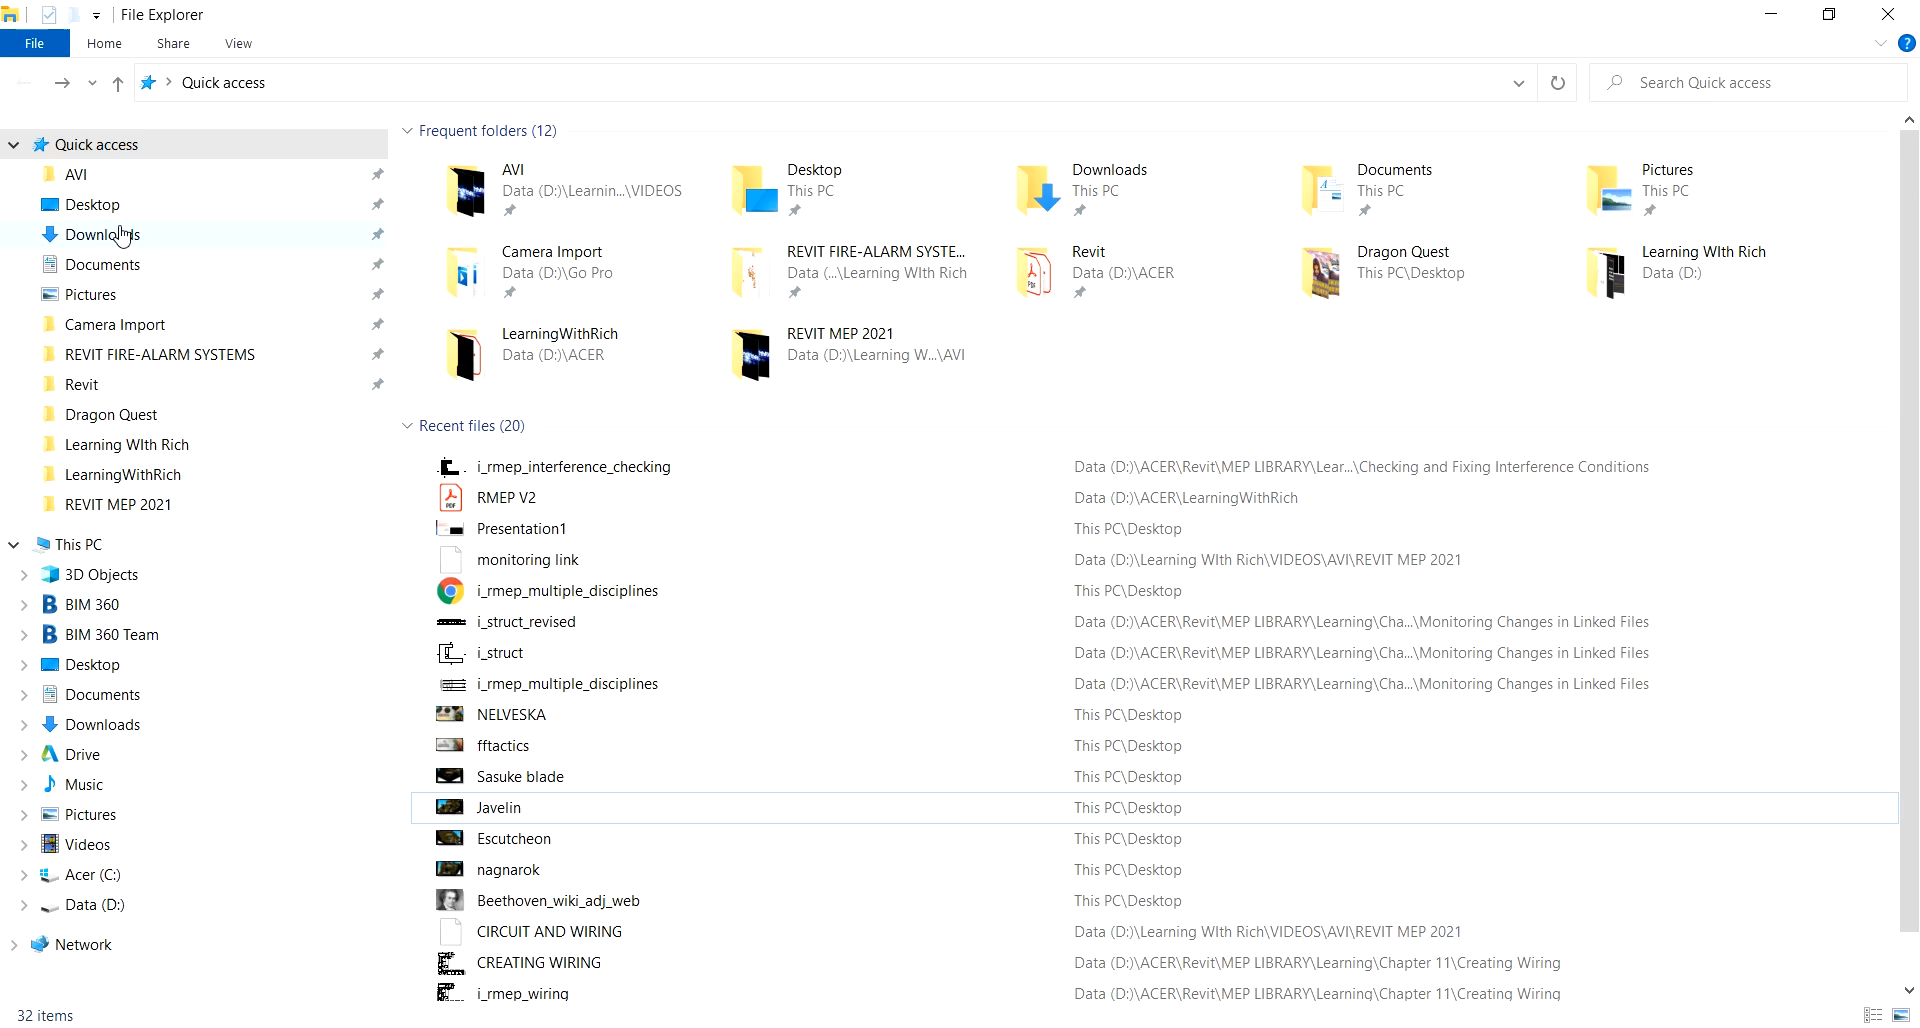 File Explorer
File Home Share View
Quick access
Search Quick access
Quick access
AVI
Desktop
Downloads
Documents
Pictures
Camera Import
REVIT FIRE-ALARM SYSTEMS
Revit
Dragon Quest
Learning WIth Rich
LearningWithRich
REVIT MEP 2021
This PC
3D Objects
BIM 360
BIM 360 Team
Desktop
Documents
Downloads
Drive
Music
Pictures
Videos
Acer (C:)
Data (D:)
Network
Frequent folders (12)
AVI
Data (D:)\Learnin...\VIDEOS
Desktop
This PC
Downloads
This PC
Documents
This PC
Pictures
This PC
Camera Import
Data (D:)\Go Pro
REVIT FIRE-ALARM SYSTE...
Data (...\Learning WIth Rich
Revit
Data (D:)\ACER
Dragon Quest
This PC\Desktop
Learning WIth Rich
Data (D:)
LearningWithRich
Data (D:)\ACER
REVIT MEP 2021
Data (D:)\Learning W...\AVI
Recent files (20)
i_rmep_interference_checking Data (D:)\ACER\Revit\MEP LIBRARY\Lear...\Checking and Fixing Interference Conditions
RMEP V2 Data (D:)\ACER\LearningWithRich
Presentation1 This PC\Desktop
monitoring link Data (D:)\Learning WIth Rich\VIDEOS\AVI\REVIT MEP 2021
i_rmep_multiple_disciplines This PC\Desktop
i_struct_revised Data (D:)\ACER\Revit\MEP LIBRARY\Learning\Cha...\Monitoring Changes in Linked Files
i_struct Data (D:)\ACER\Revit\MEP LIBRARY\Learning\Cha...\Monitoring Changes in Linked Files
i_rmep_multiple_disciplines Data (D:)\ACER\Revit\MEP LIBRARY\Learning\Cha...\Monitoring Changes in Linked Files
NELVESKA This PC\Desktop
fftactics This PC\Desktop
Sasuke blade This PC\Desktop
Javelin This PC\Desktop
Escutcheon This PC\Desktop
nagnarok This PC\Desktop
Beethoven_wiki_adj_web This PC\Desktop
CIRCUIT AND WIRING Data (D:)\Learning WIth Rich\VIDEOS\AVI\REVIT MEP 2021
CREATING WIRING Data (D:)\ACER\Revit\MEP LIBRARY\Learning\Chapter 11\Creating Wiring
i_rmep_wiring Data (D:)\ACER\Revit\MEP LIBRARY\Learning\Chapter 11\Creating Wiring
32 items